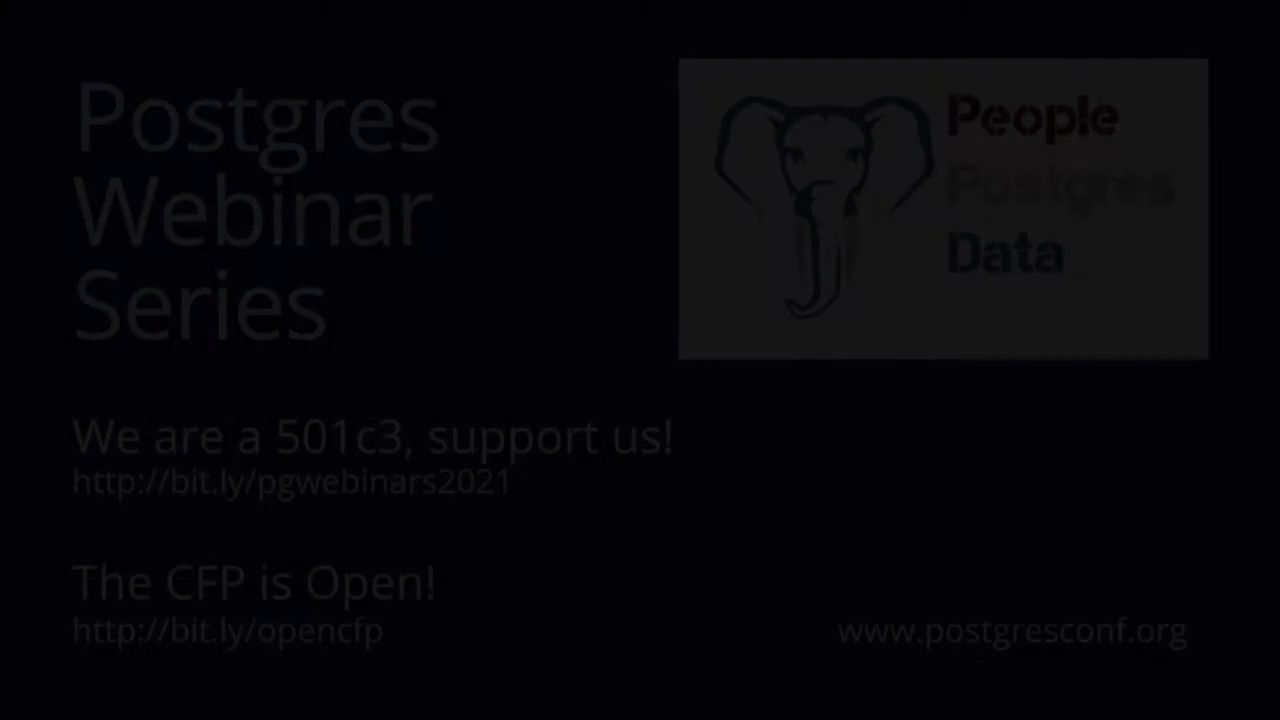 Postgres
Webinar
Series
People
Postgres
Data
We are a 501c3, support us!
http://bit.ly/pgwebinars2021
The CFP is Open!
http://bit.ly/opencfp
www.postgresconf.org